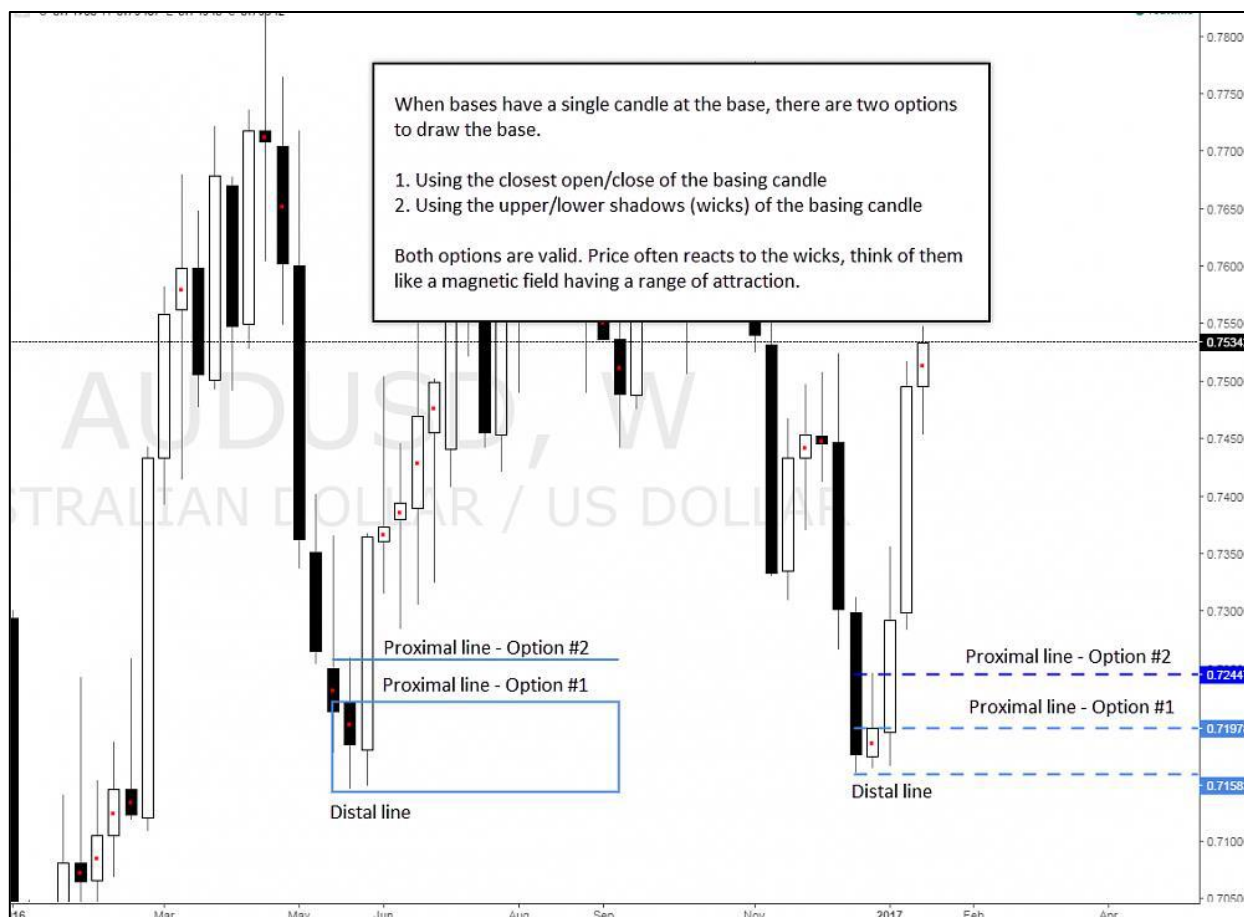 0.78000
When bases have a single candle at the base, there are two options
to draw the base.
1. Using the closest open/close of the basing candle
2. Using the upper/lower shadows (wicks) of the basing candle
Both options are valid. Price often reacts to the wicks, think of them
like a magnetic field having a range of attraction.
0.7750
0.7700
0.7650
0.7600
0.7550
0.7534
0.7500
AUDUSD, W
0.7450
0.7400
STRALIAN DOLLAR / US DOLLAR
0.7350
0.7300
Proximal line - Option #2
Proximal line - Option #2
0.7244
Proximal line - Option #1
Proximal line - Option #1
0.7197
0.7158
Distal line
Distal line
0.7100
0.7050
16 Mar May Jun Aug Sep Nov 2017 Feb Apr